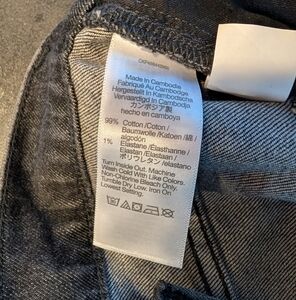 Made in Cambodia
Fabriqué Au Cambodge
Hergestellt In Kambodscha
Vervaardigd In Cambodja
カンボジア製
hecho en camboya
99% Cotton /Coton /
Baumwolle /Katoen /綿 /
algodón
1% Elastane /Élasthanne /
Elastan /Elastaan /
ポリウレタン /elastano
Turn Inside Out. Machine
Wash Cold With Like Colors.
Non-Chlorine Bleach Only.
Tumble Dry Low. Iron On
Lowest Setting.